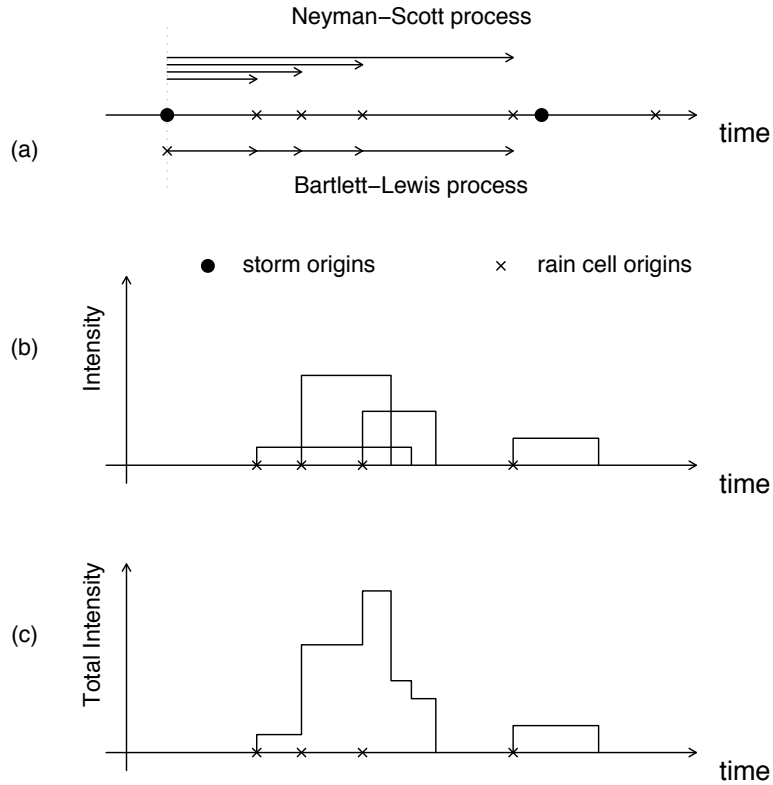 Neyman−Scott process
time
(a)
Bartlett−Lewis process
storm origins
rain cell origins
(b)
Intensity
time
(c)
Total Intensity
time